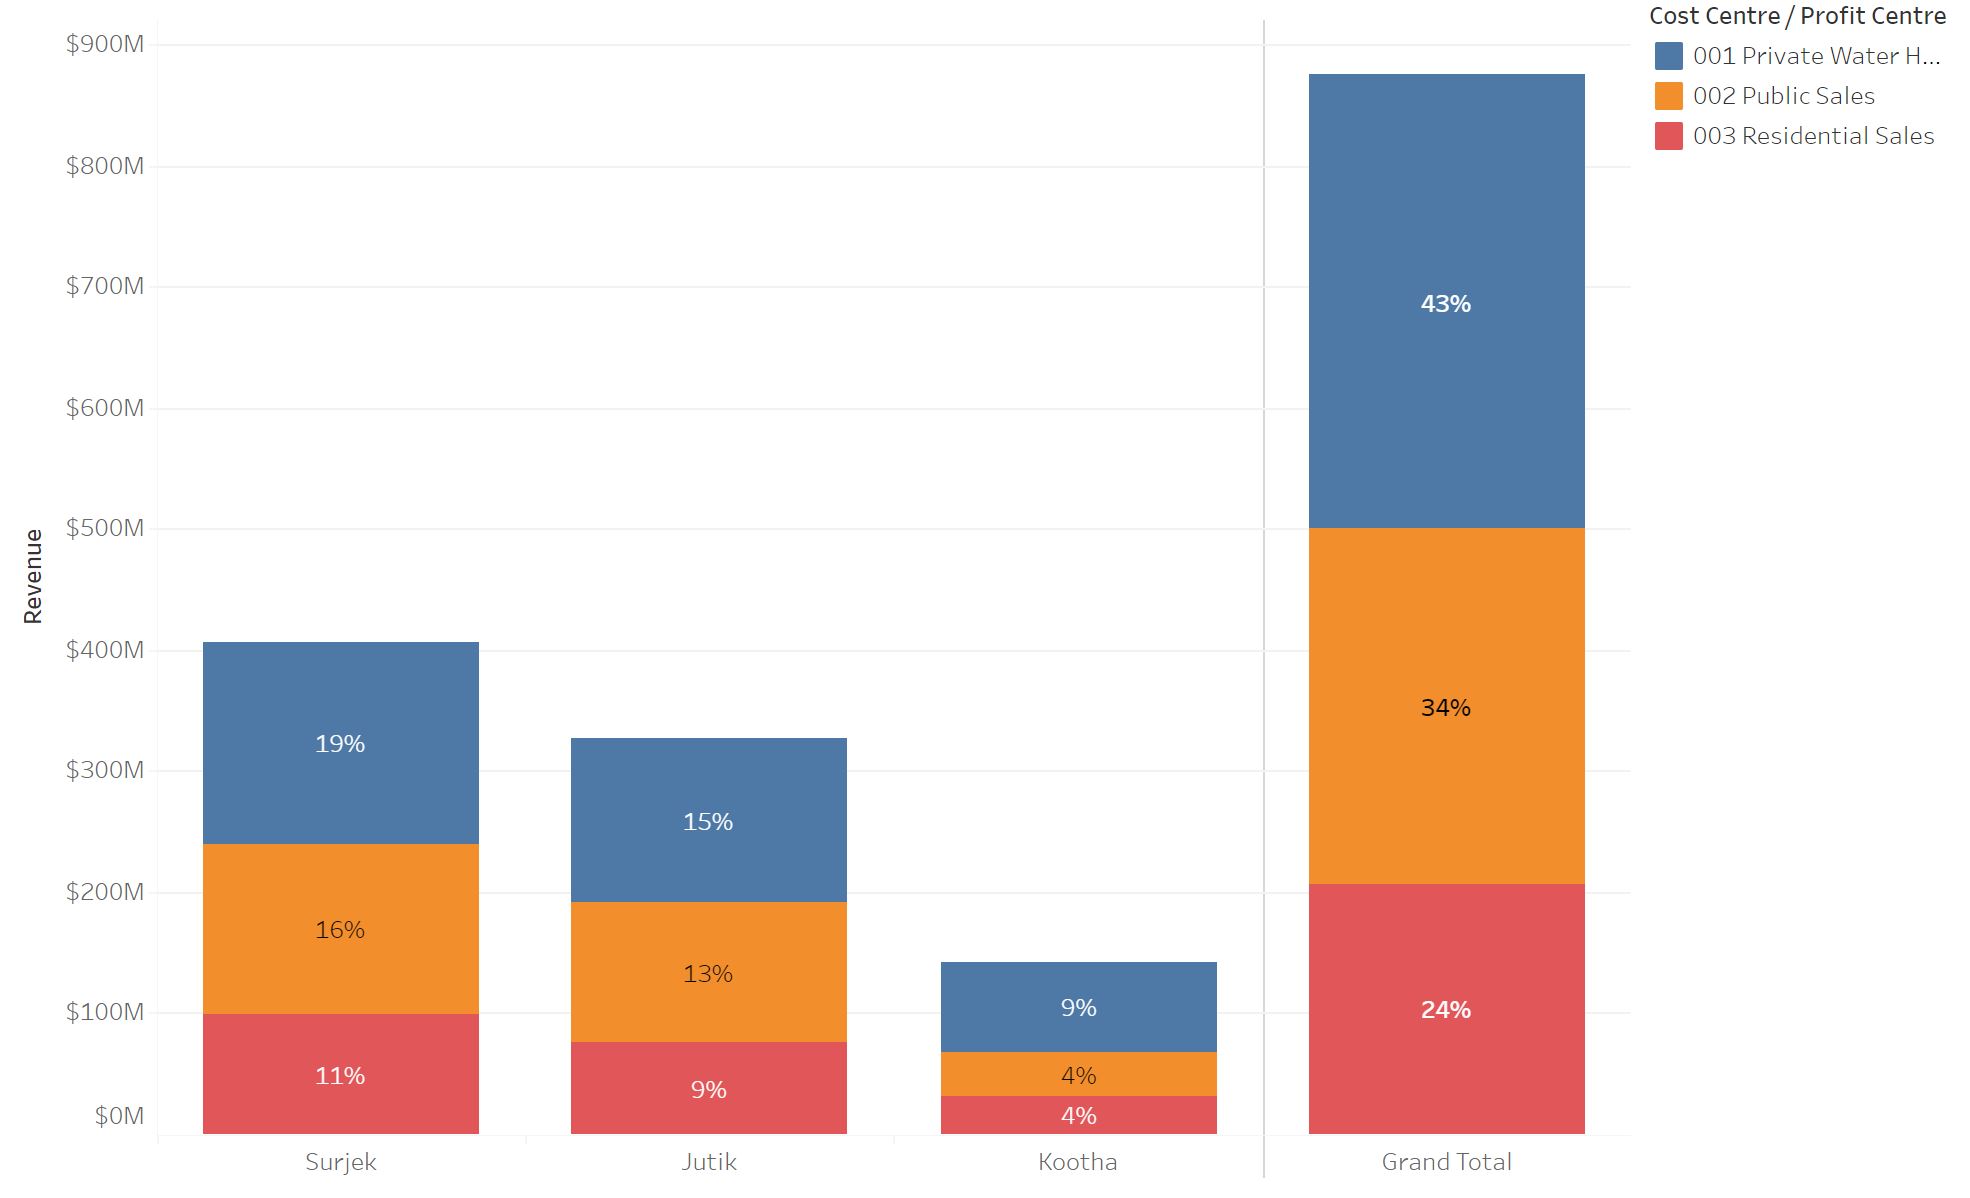 Cost Centre / Profit Centre
001 Private Water H...
002 Public Sales
003 Residential Sales
Revenue
$900M
$800M
$700M
$600M
$500M
$400M
$300M
$200M
$100M
$0M
19%
16%
11%
15%
13%
9%
9%
4%
4%
43%
34%
24%
Surjek
Jutik
Kootha
Grand Total